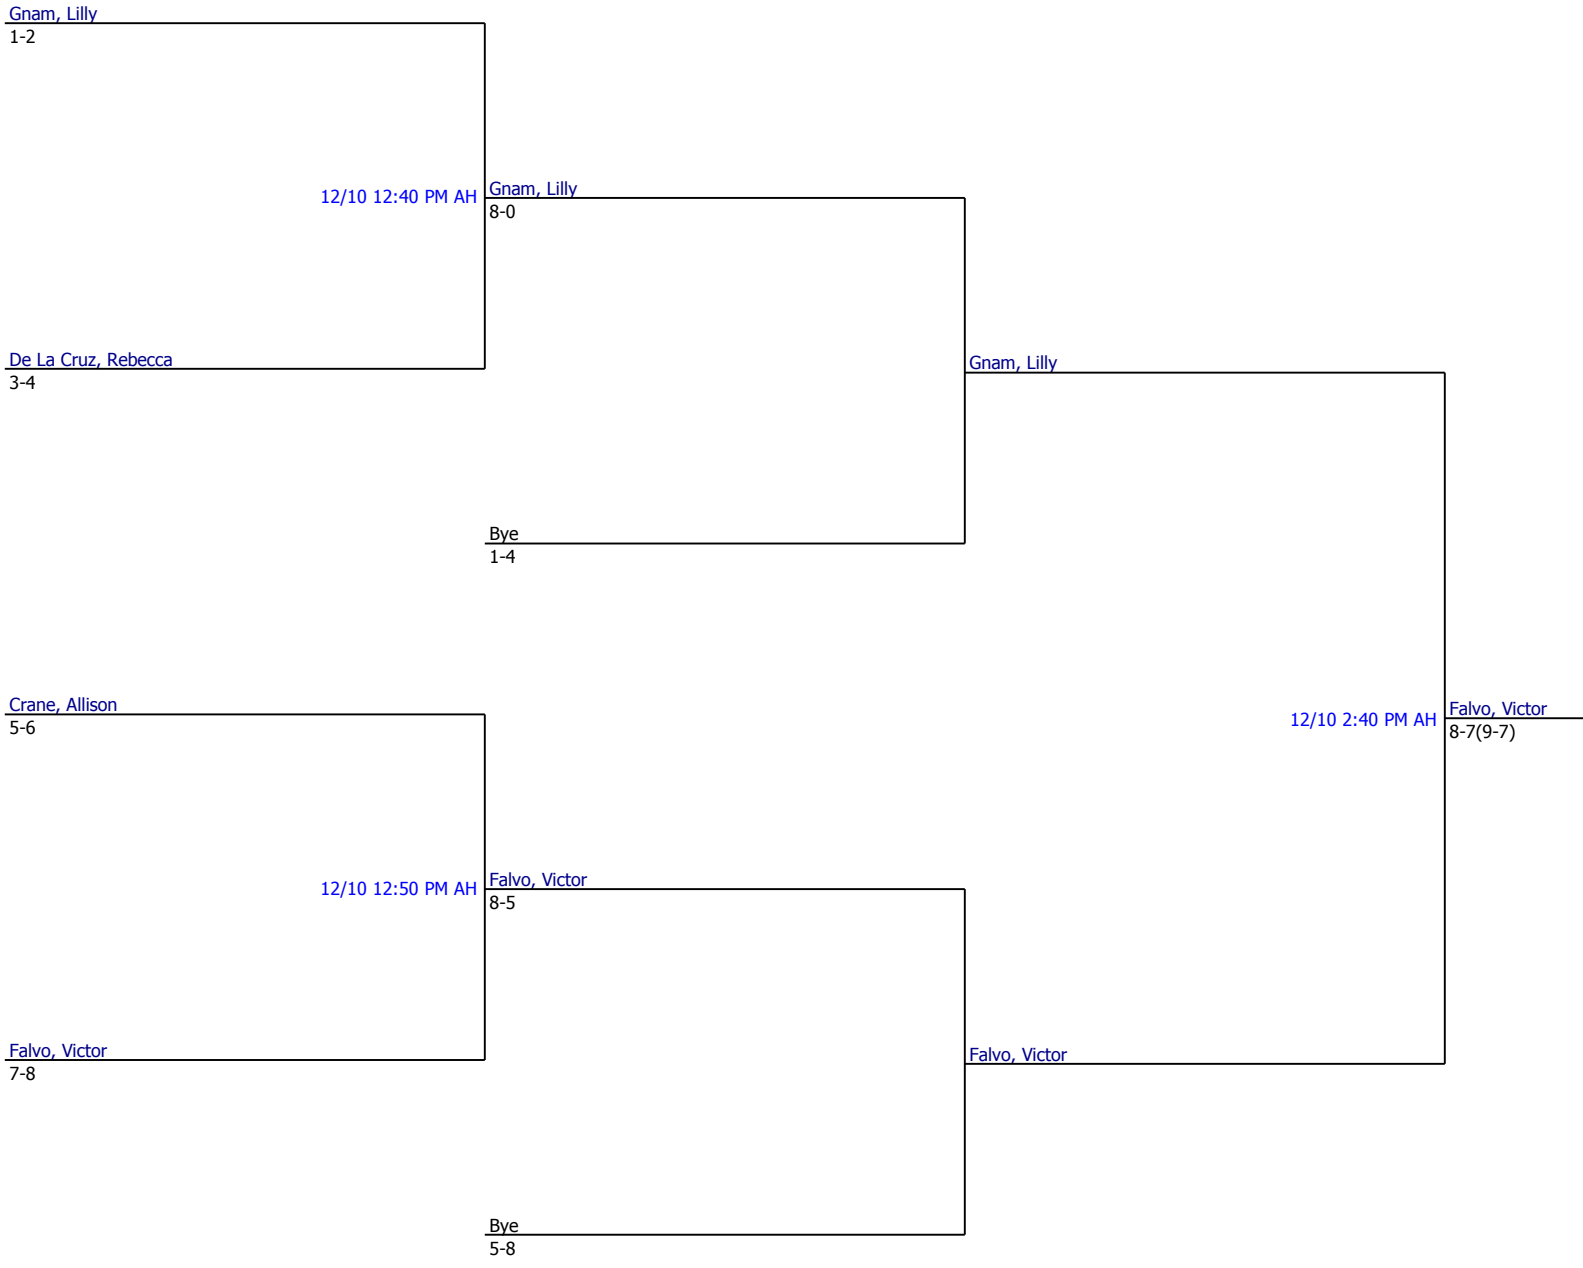 Gnam, Lilly
1-2
12/10 12:40 PM AH
Gnam, Lilly
8-0
De La Cruz, Rebecca
3-4
Gnam, Lilly
Bye
1-4
Crane, Allison
5-6
12/10 2:40 PM AH
Falvo, Victor
8-7(9-7)
12/10 12:50 PM AH
Falvo, Victor
8-5
Falvo, Victor
7-8
Falvo, Victor
Bye
5-8